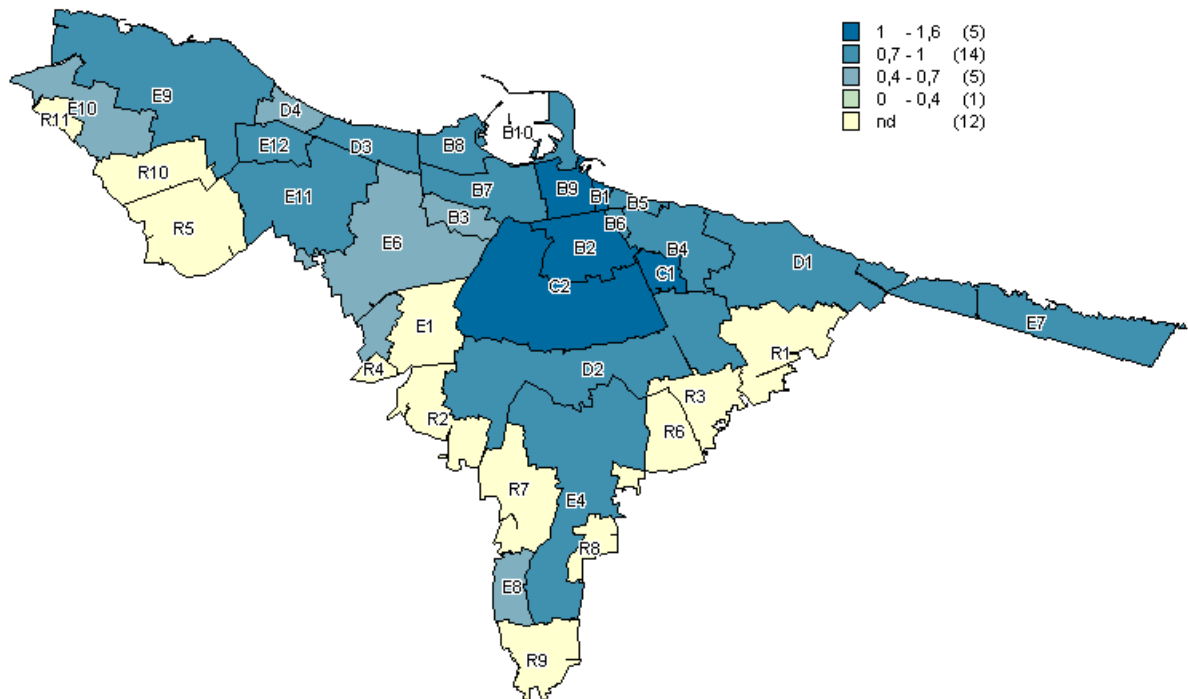 1 - 1,6 (5)
0,7 - 1 (14)
0,4 - 0,7 (5)
0 - 0,4 (1)
nd (12)
E9
E10
R11
D4
E12
D3
B8
B10
R10
B7
B9
B1
B5
E11
B3
B6
R5
E6
B2
B4
D1
C2
C1
E7
E1
R1
R4
D2
R3
R2
R6
R7
E4
R8
E8
R9